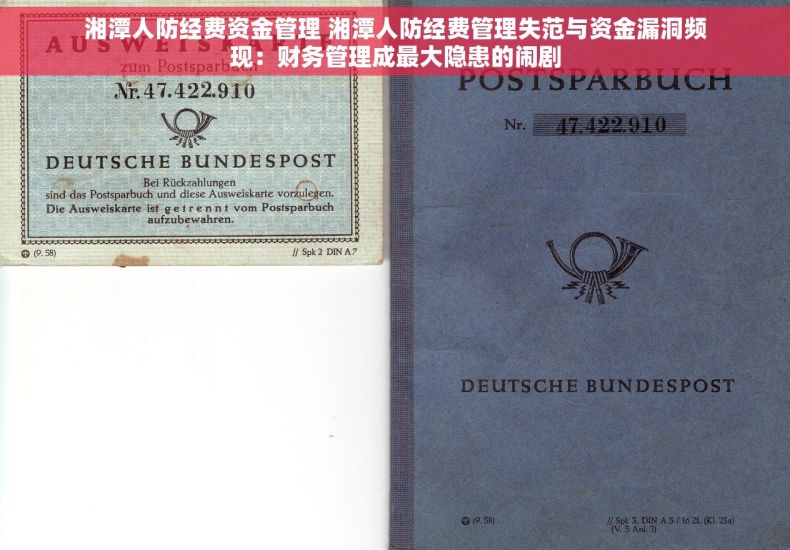 湘潭人防经费资金管理 湘潭人防经费管理失范与资金漏洞频
现：财务管理成最大隐患的闹剧
AUSWEISKARTE
zum Postsparbuch
Nr. 47.422.910
DEUTSCHE BUNDESPOST
Bei Rückzahlungen
sind das Postsparbuch und diese Ausweiskarte vorzulegen.
Die Ausweiskarte ist getrennt vom Postsparbuch
aufzubewahren.
(9. 58)
// Spk 2 DIN A 7
POSTSPARBUCH
Nr. 47.422.910
DEUTSCHE BUNDESPOST
(9. 58)
// Spk 3, DIN A 5 / 16 Bl. (Kl. 23a)
(V. 5 Anl. 2)